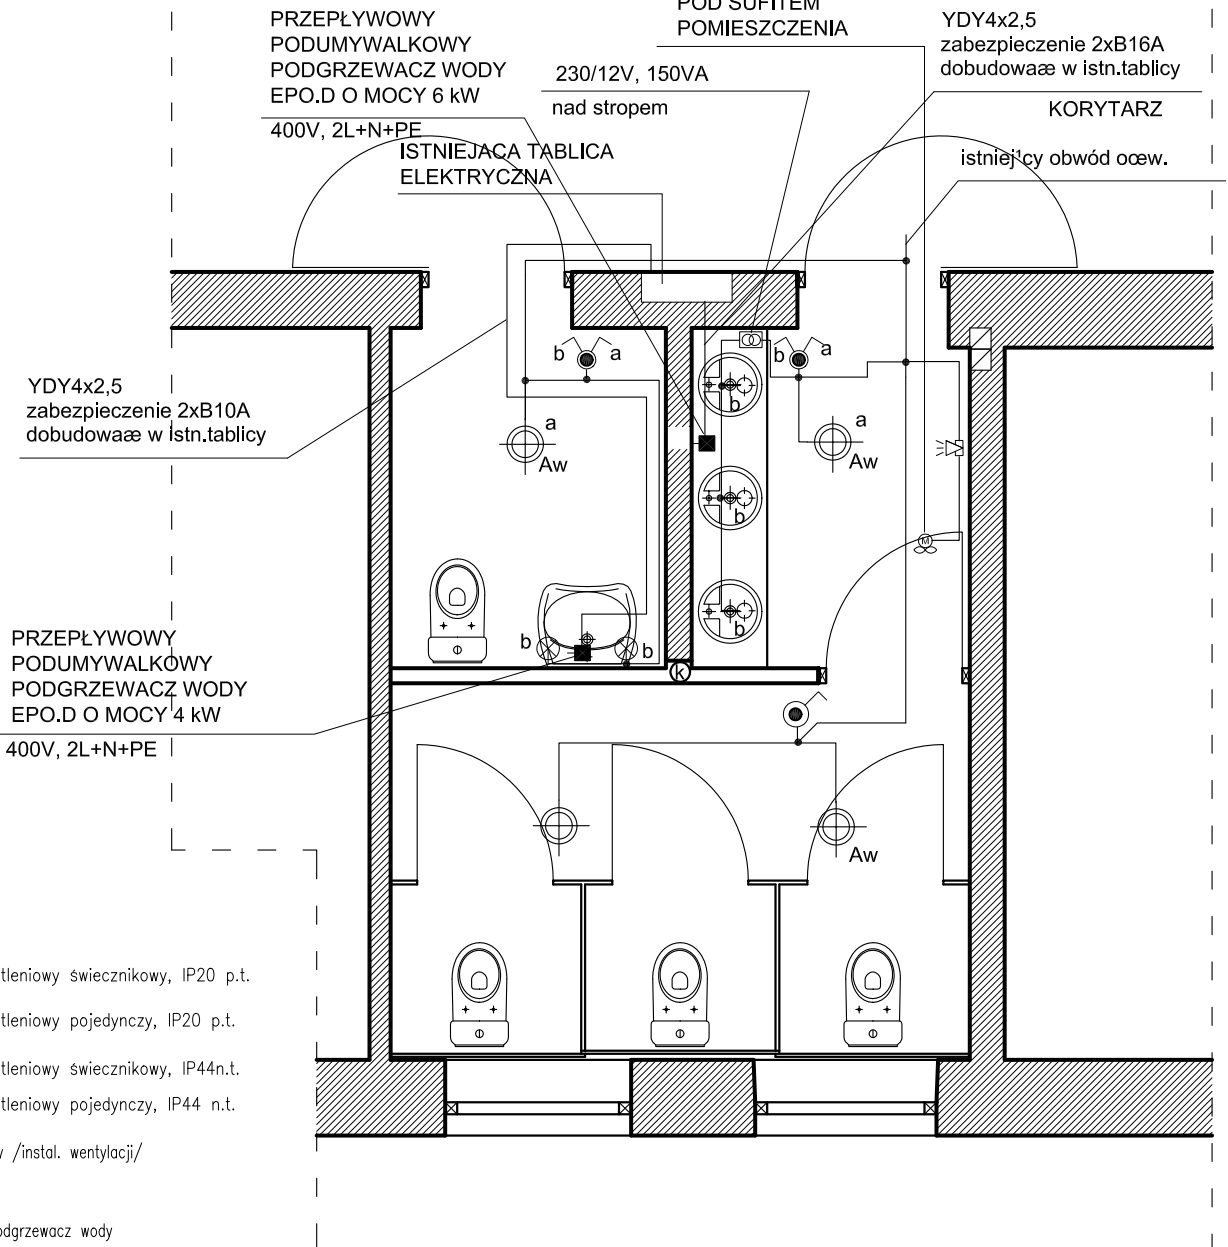 PRZEPŁYWOWY
PODUMYWALKOWY
PODGRZEWACZ WODY
EPO.D O MOCY 6 kW
400V, 2L+N+PE
POD SUFITEM
POMIESZCZENIA
230/12V, 150VA
nad stropem
YDY4x2,5
zabezpieczenie 2xB16A
dobudowaæ w istn.tablicy
KORYTARZ
ISTNIEJACA TABLICA
ELEKTRYCZNA
istniej¹cy obwód oœw.
b
a
b
a
YDY4x2,5
zabezpieczenie 2xB10A
dobudowaæ w istn.tablicy
b
a
Aw
a
Aw
M
b
b
b
b
k
PRZEPŁYWOWY
PODUMYWALKOWY
PODGRZEWACZ WODY
EPO.D O MOCY 4 kW
400V, 2L+N+PE
Aw
tleniowy świecznikowy, IP20 p.t.
tleniowy pojedynczy, IP20 p.t.
tleniowy świecznikowy, IP44n.t.
tleniowy pojedynczy, IP44 n.t.
y /instal. wentylacji/
odgrzewacz wody